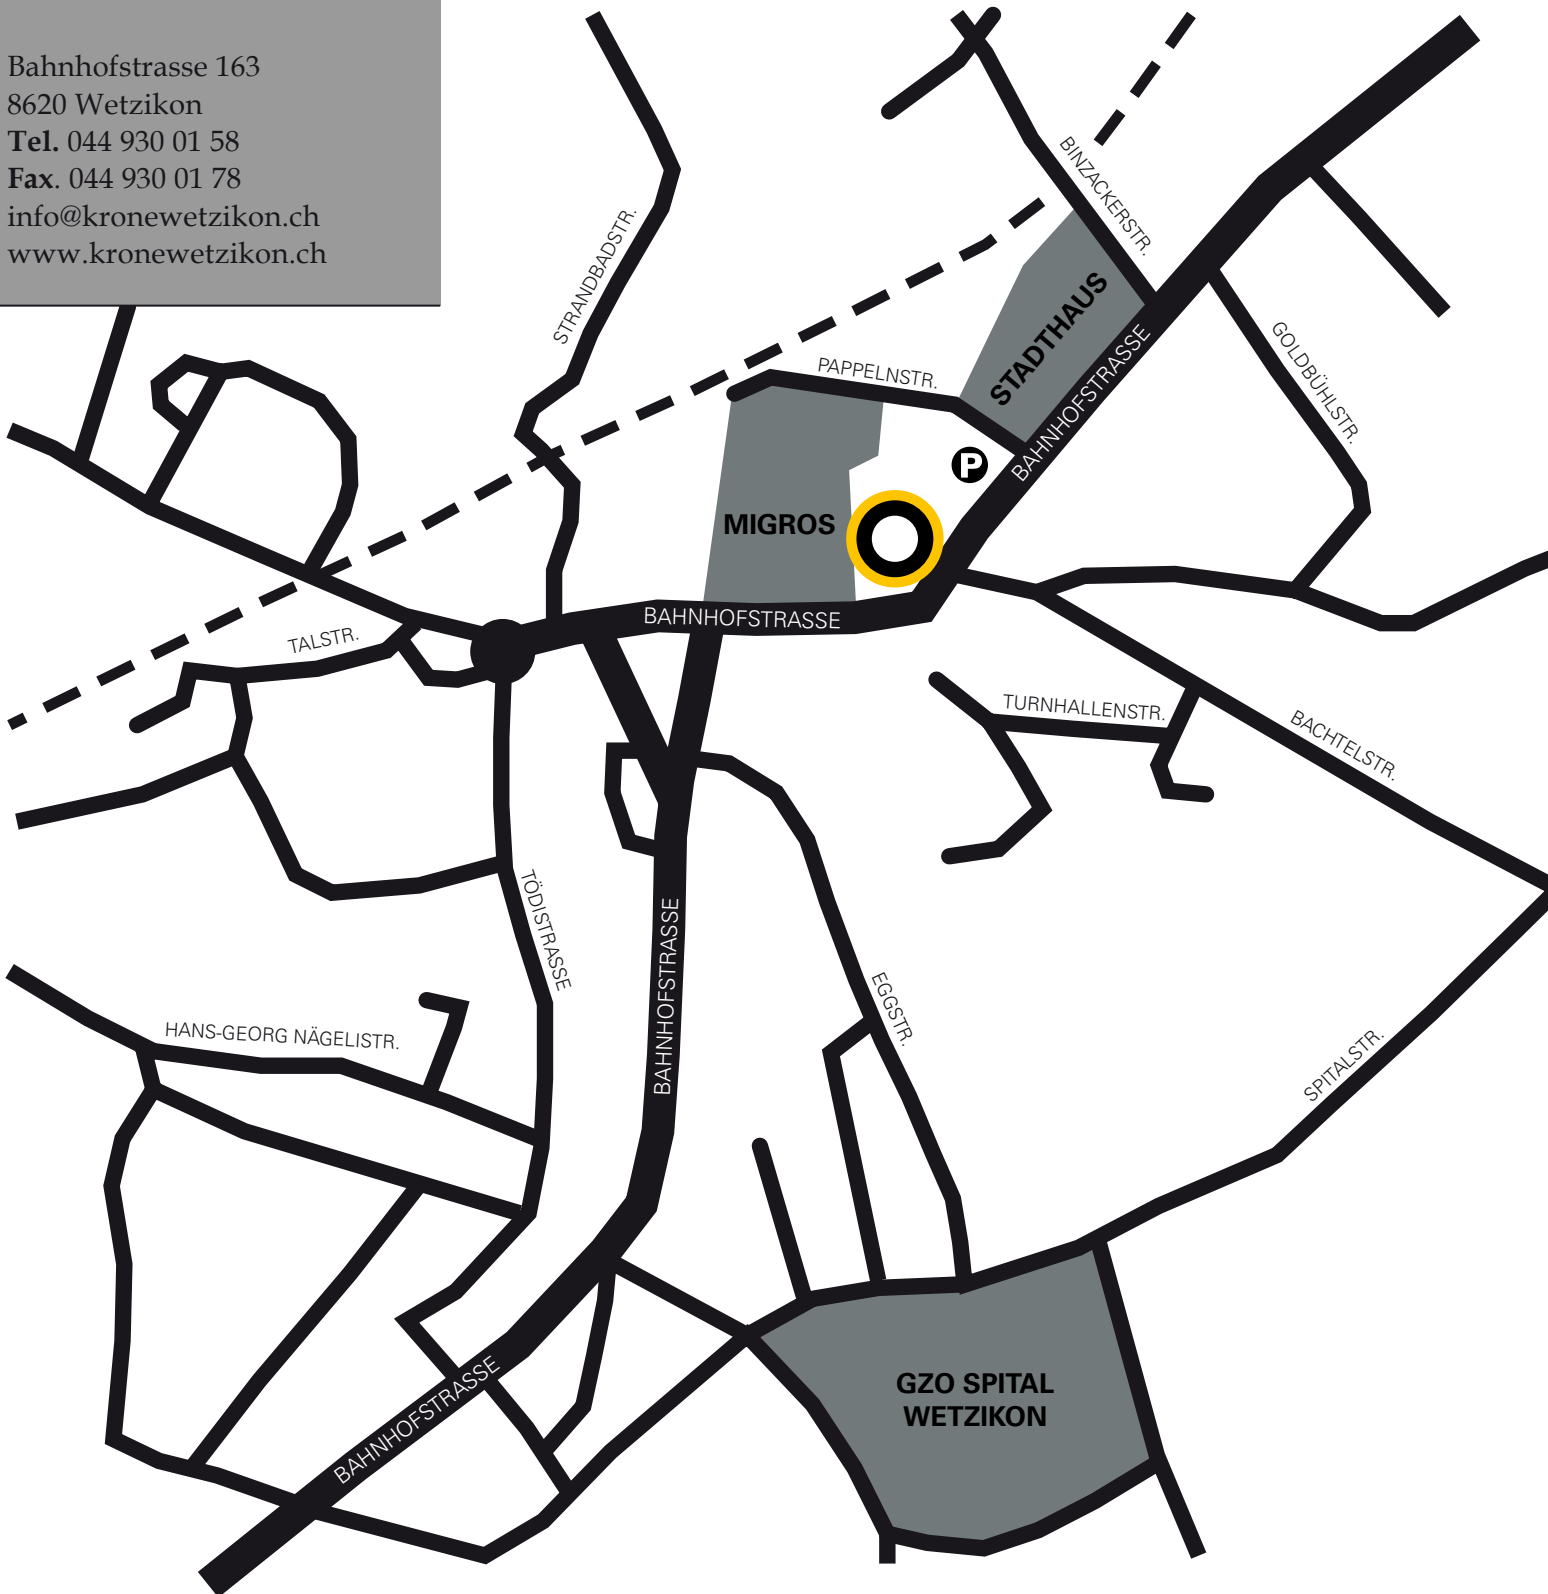 Bahnhofstrasse 163
8620 Wetzikon
Tel. 044 930 01 58
Fax. 044 930 01 78
info@kronewetzikon.ch
www.kronewetzikon.ch
BINZACKERSTR.
STRANDBADSTR.
STADTHAUS
PAPPELNSTR.
BAHNHOFSTRASSE
GOLDBÜHLSTR.
P
MIGROS
BAHNHOFSTRASSE
TALSTR.
TURNHALLENSTR.
BACHTELSTR.
TÖDISTRASSE
BAHNHOFSTRASSE
EGGSTR.
HANS-GEORG NÄGELISTR.
SPITALSTR.
BAHNHOFSTRASSE
GZO SPITAL
WETZIKON